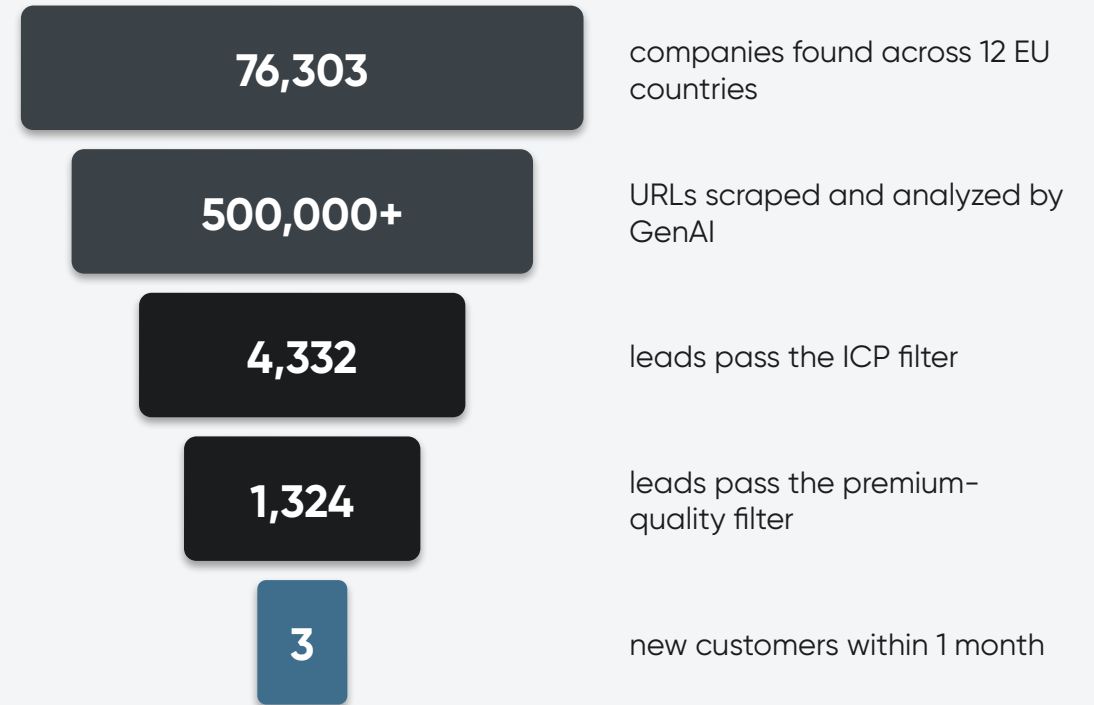 76,303
companies found across 12 EU
countries
500,000+
URLs scraped and analyzed by
GenAI
4,332
leads pass the ICP filter
1,324
leads pass the premium-
quality filter
3
new customers within 1 month